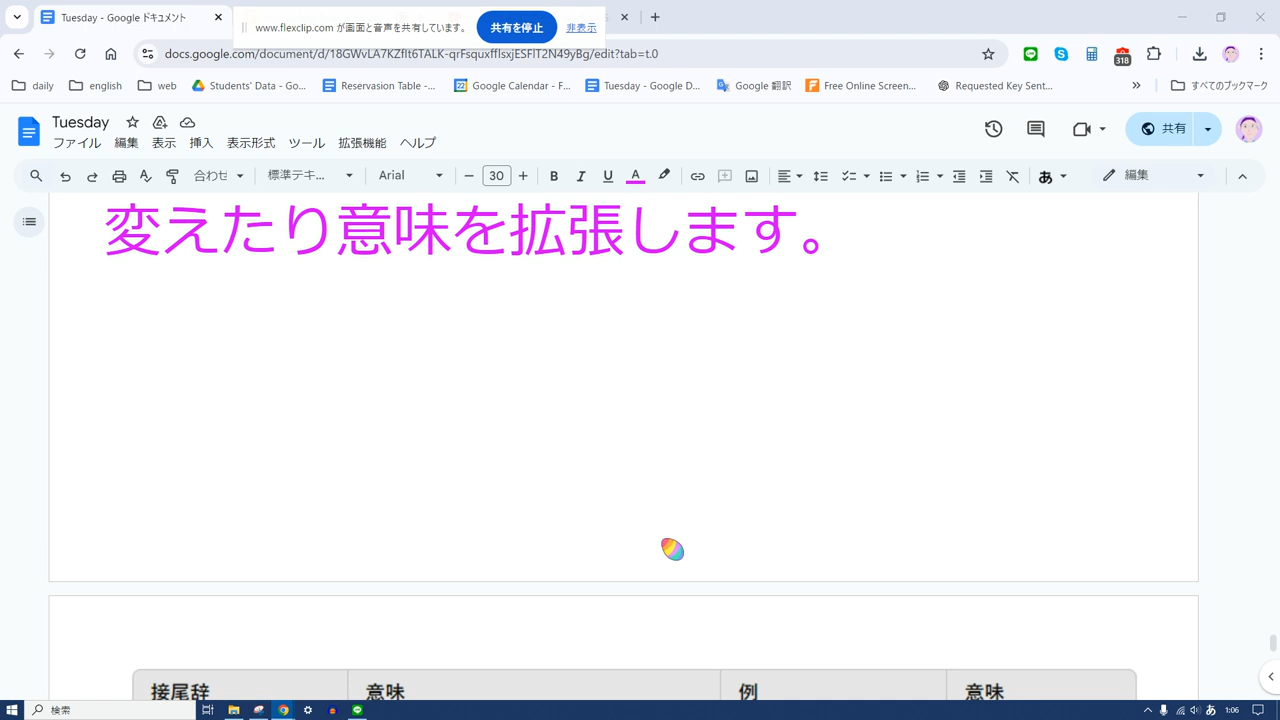 Tuesday - Google ドキュメント
www.flexclip.com が画面と音声を共有しています。
共有を停止
非表示
docs.google.com/document/d/18GWvLA7KZfIt6TALK-qrFsquxfflsxjESFlT2N49yBg/edit?tab=t.0
318
daily
english
web
Students' Data - Go...
Reservasion Table -...
Google Calendar - F...
Tuesday - Google D...
Google 翻訳
Free Online Screen...
Requested Key Sent...
»
すべてのブックマーク
Tuesday
ファイル 編集 表示 挿入 表示形式 ツール 拡張機能 ヘルプ
共有
合わせ
標準テキ...
Arial
30
B I U A
あ
編集
変えたり意味を拡張します。
接尾辞 意味 例 意味
検索
あ
1:06